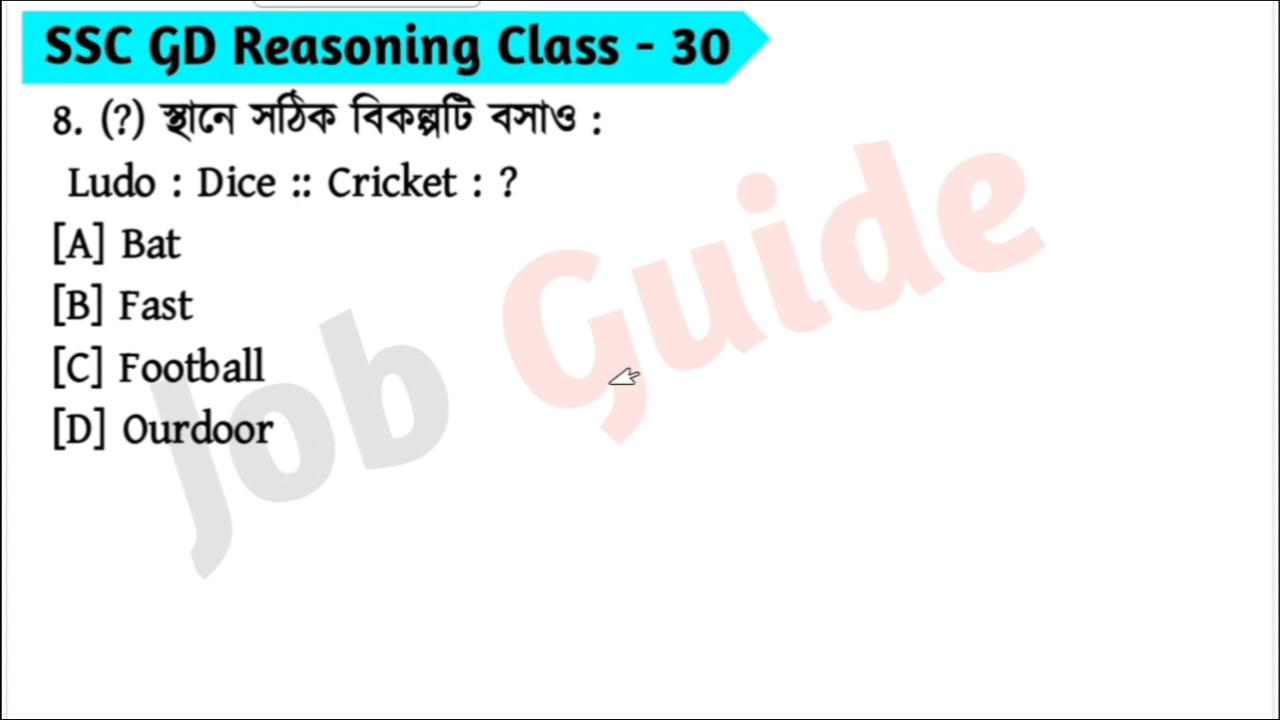 SSC GD Reasoning Class - 30
8. (?) স্থানে সঠিক বিকল্পটি বসাও :
Ludo : Dice :: Cricket : ?
[A] Bat
[B] Fast
[C] Football
[D] Ourdoor
Job Guide